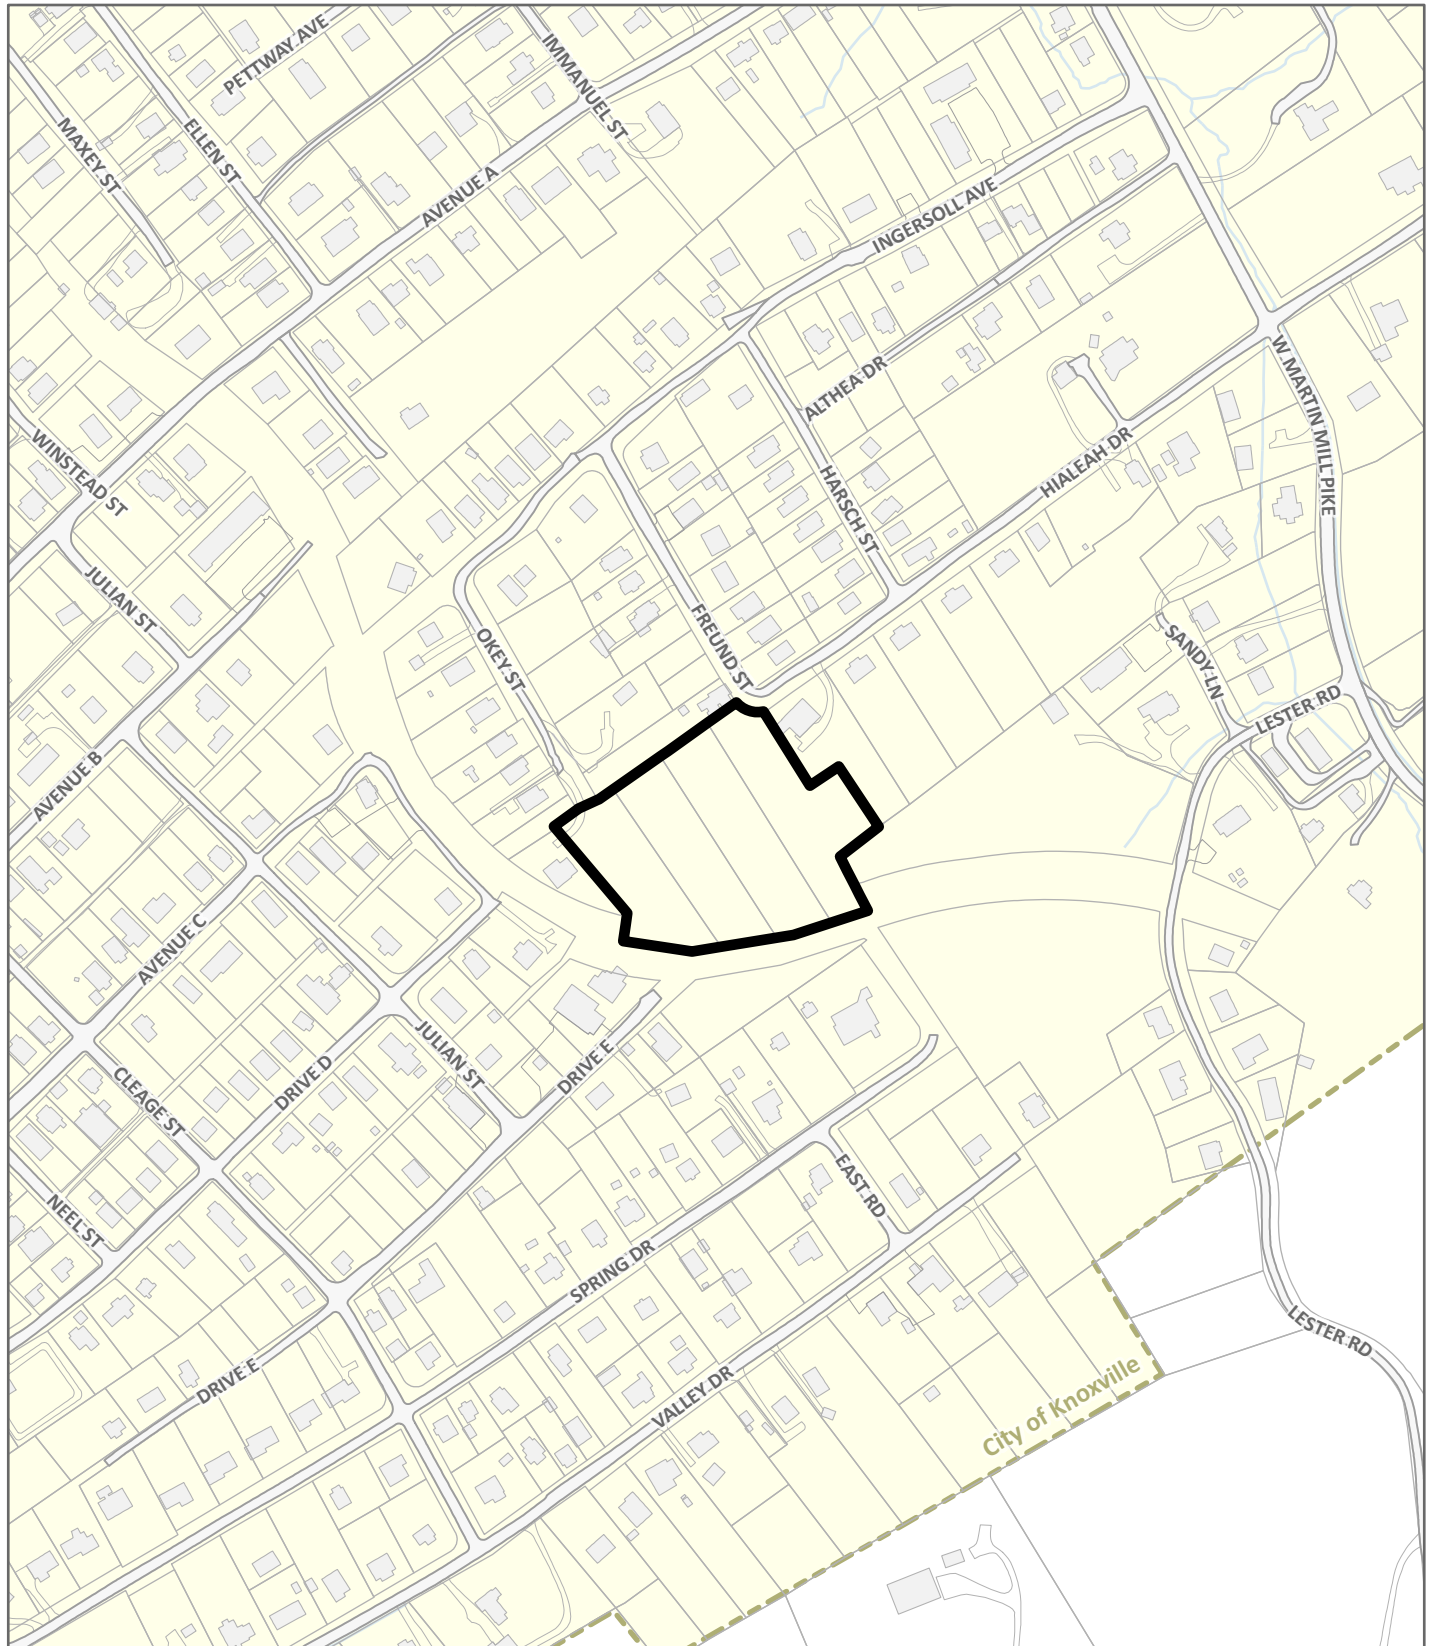 PETTWAY AVE
IMMANUEL ST
MAXEY ST
ELLEN ST
AVENUE A
INGERSOLL AVE
ALTHEA DR
W MARTIN MILL PIKE
WINSTEAD ST
HIALEAH DR
HARSCH ST
JULIAN ST
OKEY ST
FREUND ST
SANDY LN
LESTER RD
AVENUE B
AVENUE C
JULIAN ST
DRIVE E
DRIVE D
CLEAGE ST
NEEL ST
EAST RD
SPRING DR
LESTER RD
DRIVE E
VALLEY DR
City of Knoxville